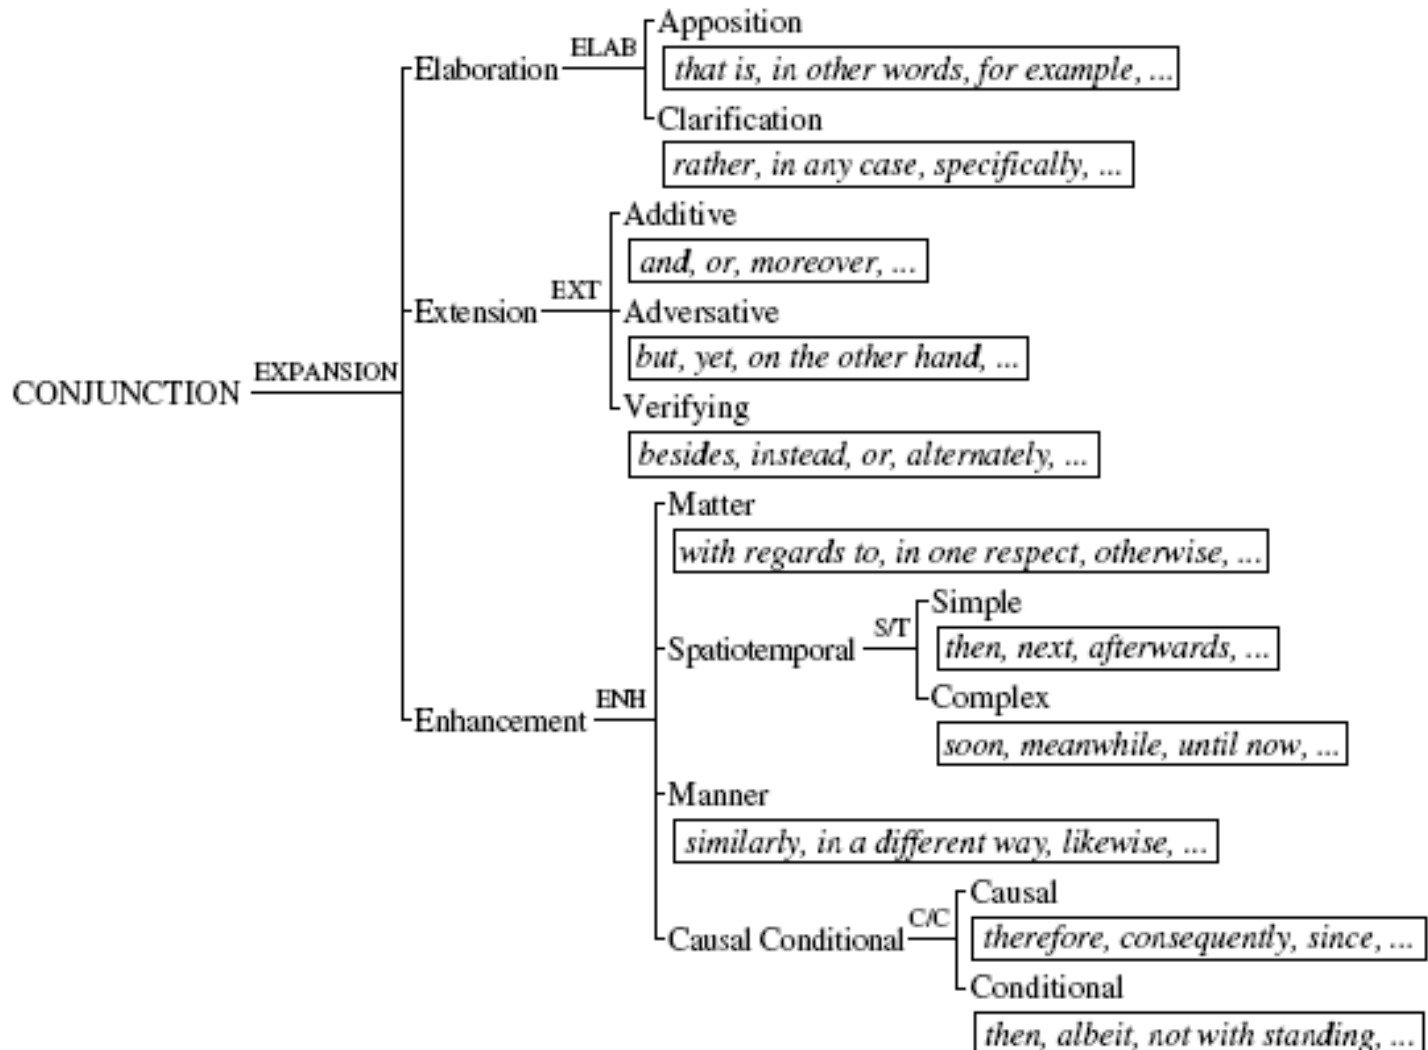 Apposition
ELAB
Elaboration
that is, in other words, for example, ...
Clarification
rather, in any case, specifically, ...
Additive
and, or, moreover, ...
EXT
Extension
Adversative
but, yet, on the other hand, ...
EXPANSION
CONJUNCTION
Verifying
besides, instead, or, alternately, ...
Matter
with regards to, in one respect, otherwise, ...
Simple
S/T
then, next, afterwards, ...
Spatiotemporal
Complex
ENH
Enhancement
soon, meanwhile, until now, ...
Manner
similarly, in a different way, likewise, ...
Causal
C/C
Causal Conditional
therefore, consequently, since, ...
Conditional
then, albeit, not with standing, ...